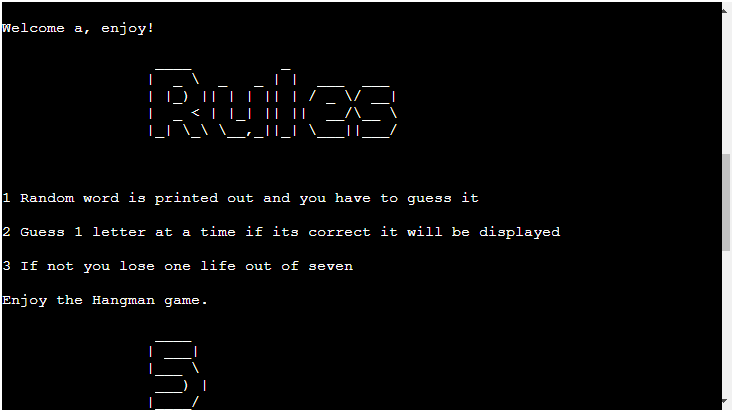 Welcome a, enjoy!
Rules
1 Random word is printed out and you have to guess it
2 Guess 1 letter at a time if its correct it will be displayed
3 If not you lose one life out of seven
Enjoy the Hangman game.
5